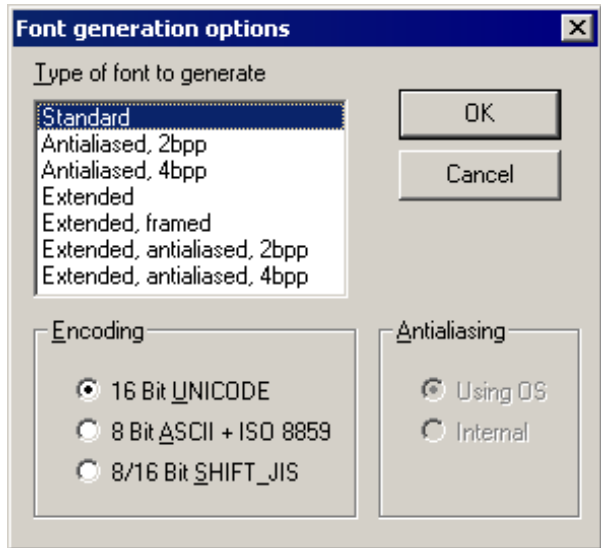 Font generation options
Type of font to generate
Standard
Antialiased, 2bpp
Antialiased, 4bpp
Extended
Extended, framed
Extended, antialiased, 2bpp
Extended, antialiased, 4bpp
OK
Cancel
Encoding
16 Bit UNICODE
8 Bit ASCII + ISO 8859
8/16 Bit SHIFT_JIS
Antialiasing
Using OS
Internal